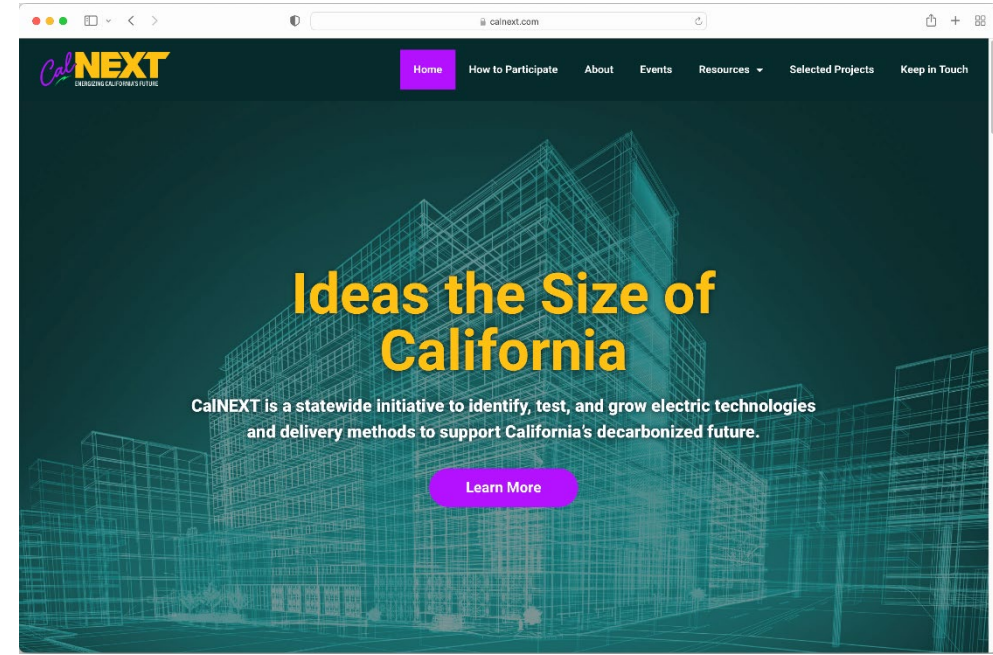 calnext.com
CalNEXT
ENERGIZING CALIFORNIA'S FUTURE
Home How to Participate About Events Resources Selected Projects Keep in Touch
Ideas the Size of
California
CalNEXT is a statewide initiative to identify, test, and grow electric technologies
and delivery methods to support California's decarbonized future.
Learn More